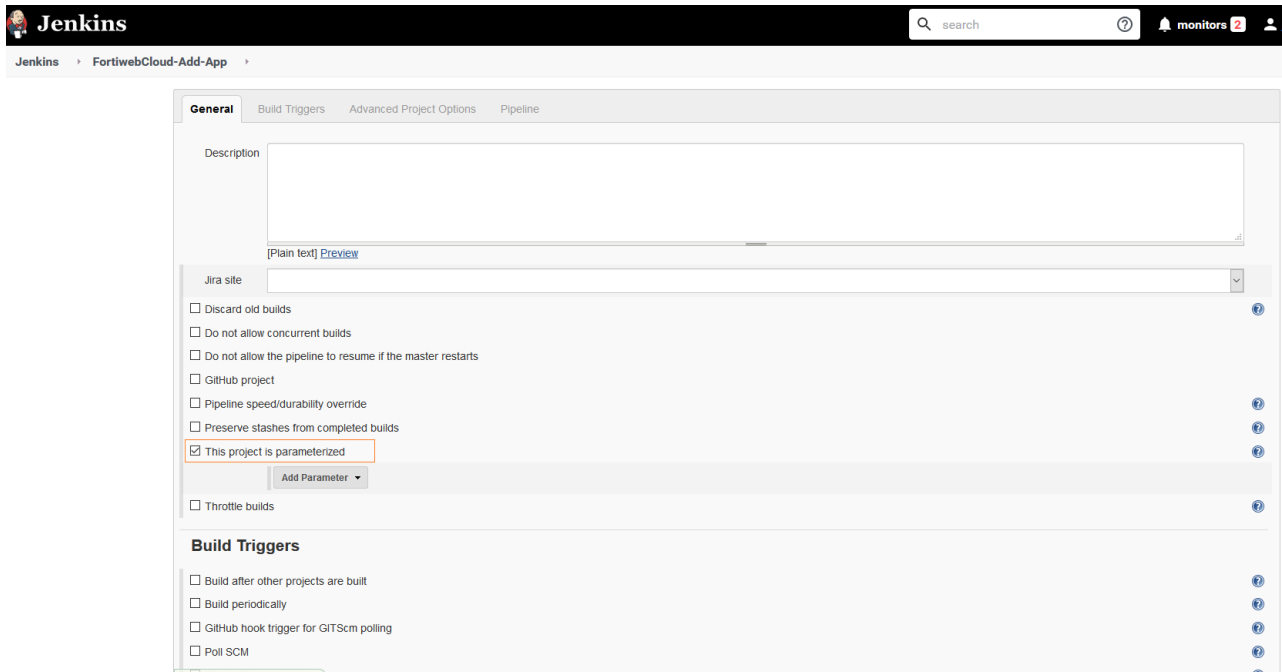 Jenkins
search
monitors 2
Jenkins FortiwebCloud-Add-App
General Build Triggers Advanced Project Options Pipeline
Description
[Plain text] Preview
Jira site
Discard old builds
Do not allow concurrent builds
Do not allow the pipeline to resume if the master restarts
GitHub project
Pipeline speed/durability override
Preserve stashes from completed builds
This project is parameterized
Add Parameter
Throttle builds
Build Triggers
Build after other projects are built
Build periodically
GitHub hook trigger for GITScm polling
Poll SCM